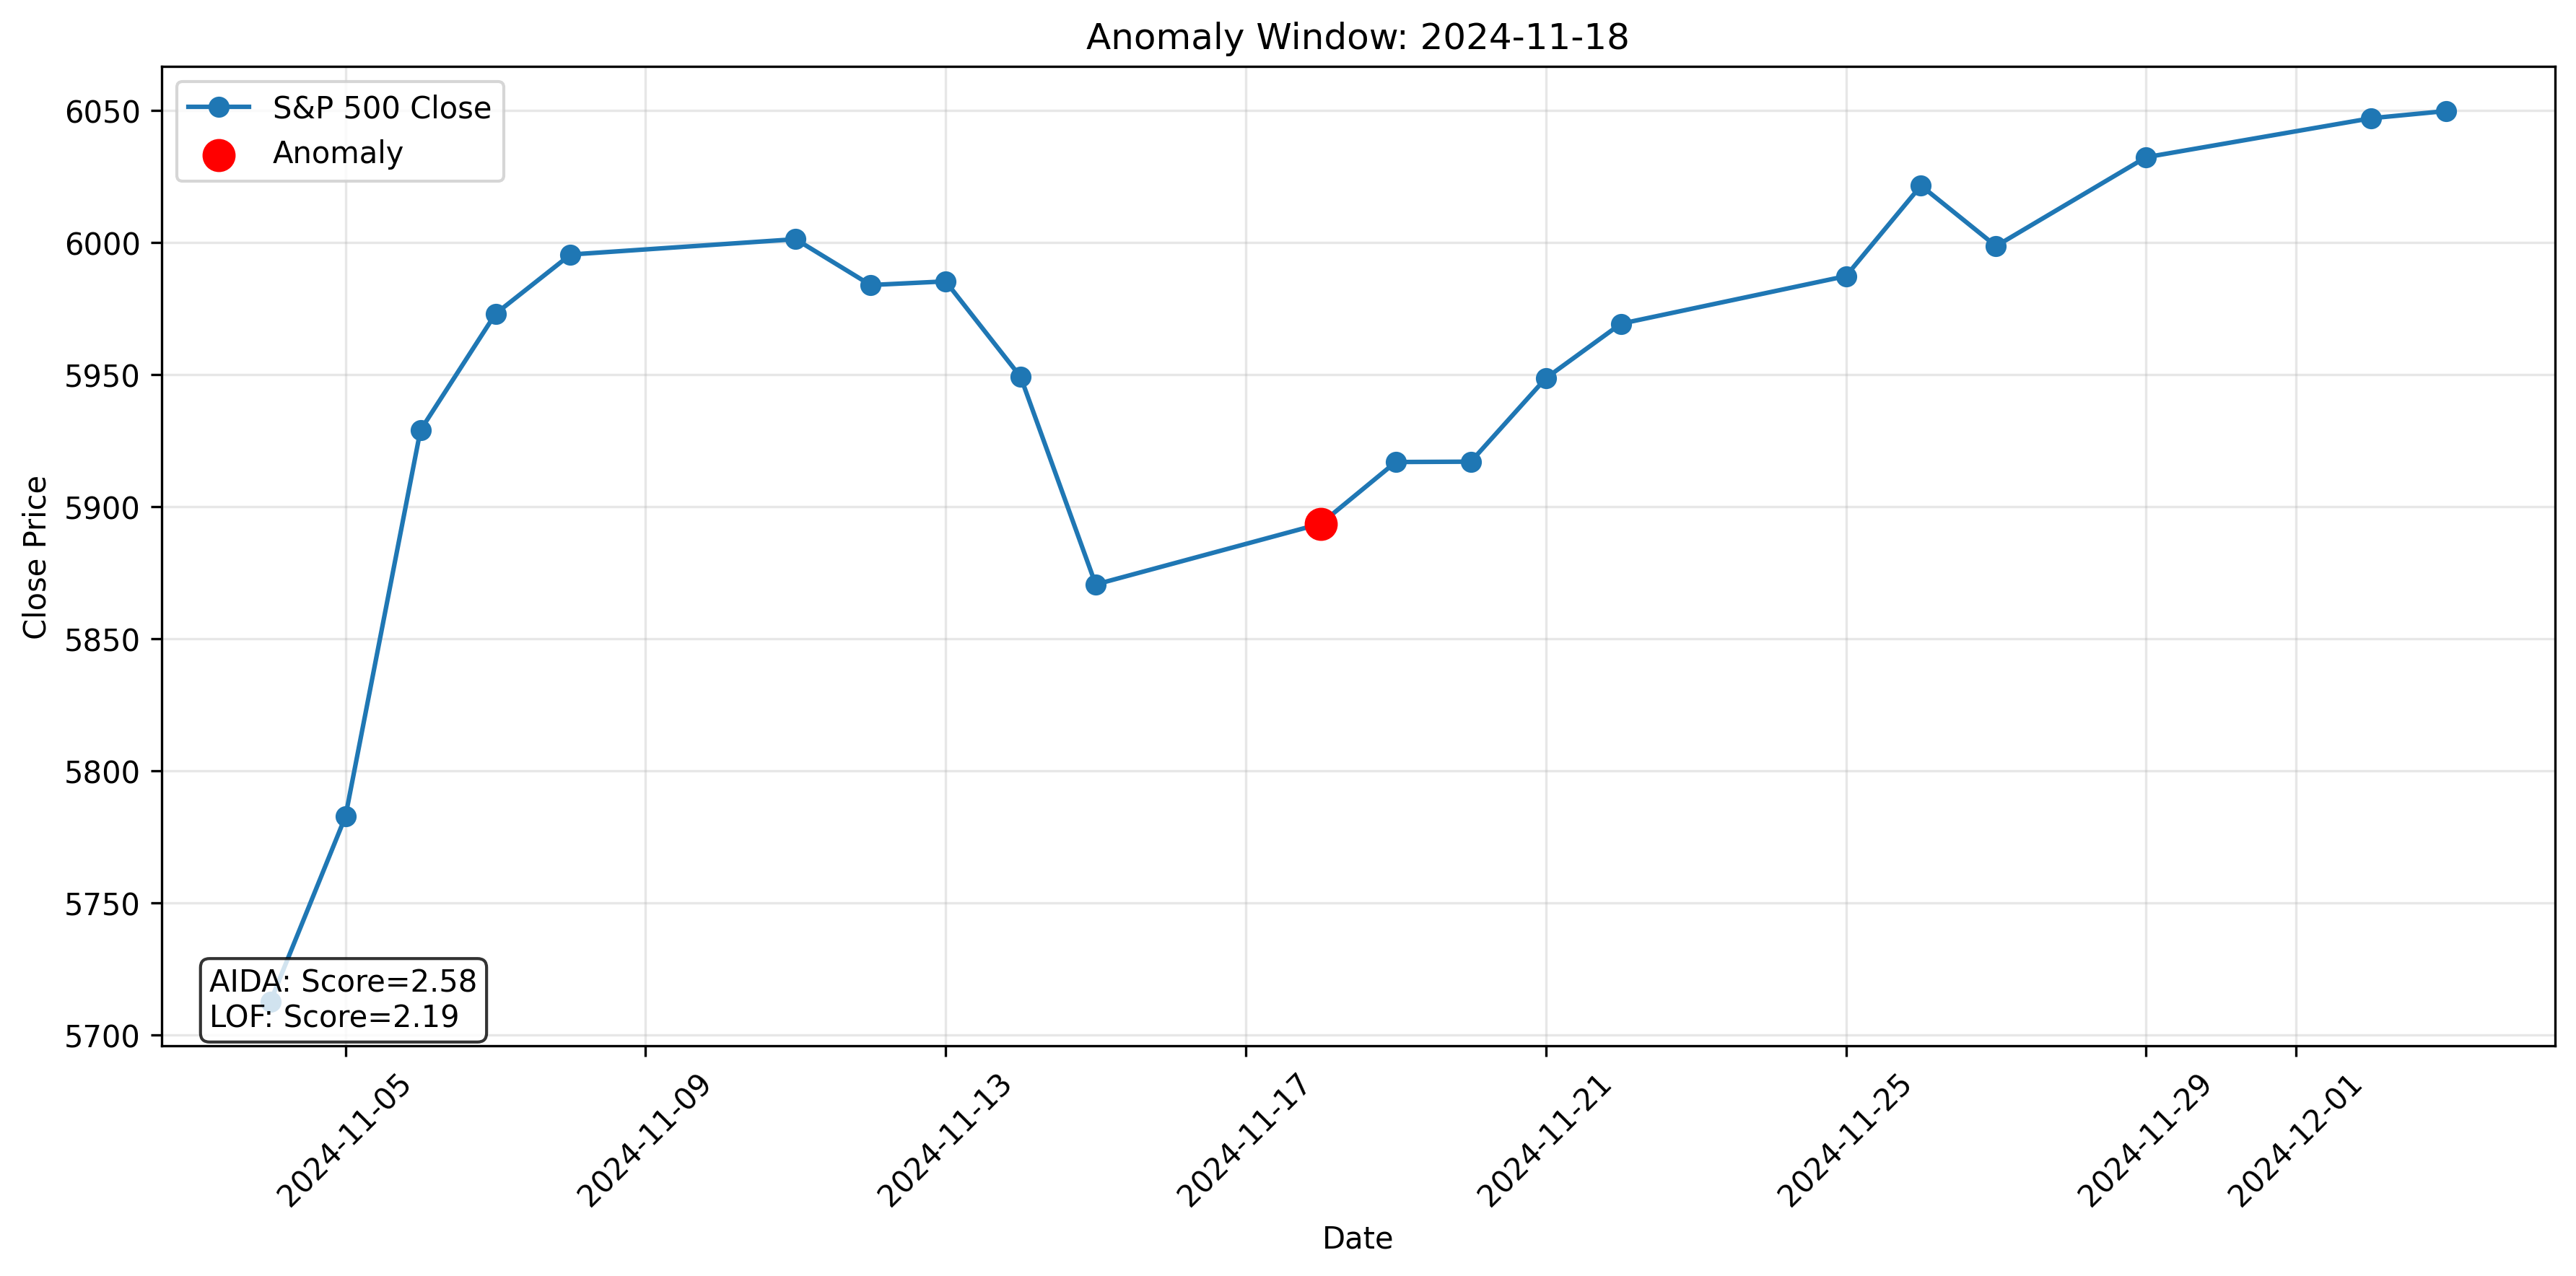 Anomaly Window: 2024-11-18
S&P 500 Close
Anomaly
6050
6000
5950
5900
5850
5800
5750
5700
Close Price
AIDA: Score=2.58
LOF: Score=2.19
2024-11-05
2024-11-09
2024-11-13
2024-11-17
2024-11-21
2024-11-25
2024-11-29
2024-12-01
Date